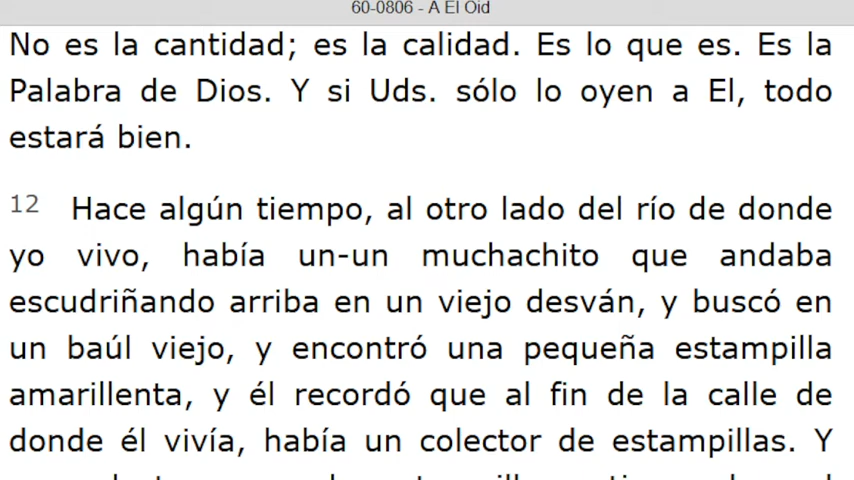 60-0806 - A El Oid
No es la cantidad; es la calidad. Es lo que es. Es la
Palabra de Dios. Y si Uds. sólo lo oyen a El, todo
estará bien.
12 Hace algún tiempo, al otro lado del río de donde
yo vivo, había un-un muchachito que andaba
escudriñando arriba en un viejo desván, y buscó en
un baúl viejo, y encontró una pequeña estampilla
amarillenta, y él recordó que al fin de la calle de
donde él vivía, había un colector de estampillas. Y